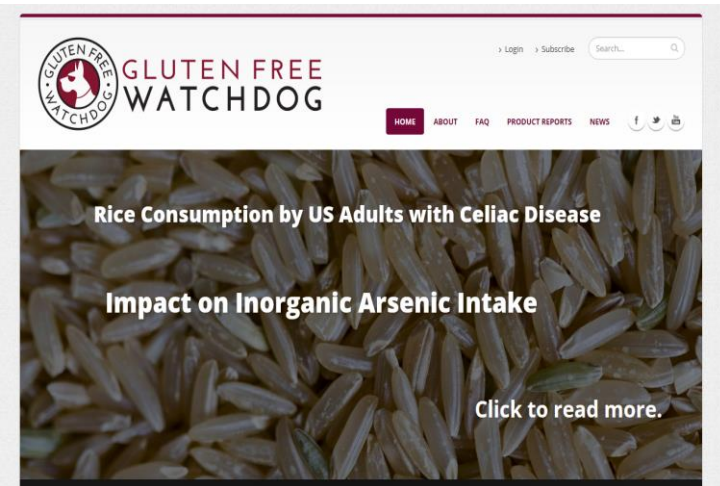 GLUTEN FREE
WATCHDOG
GLUTEN FREE
WATCHDOG
› Login › Subscribe Search...
HOME ABOUT FAQ PRODUCT REPORTS NEWS
Rice Consumption by US Adults with Celiac Disease
Impact on Inorganic Arsenic Intake
Click to read more.